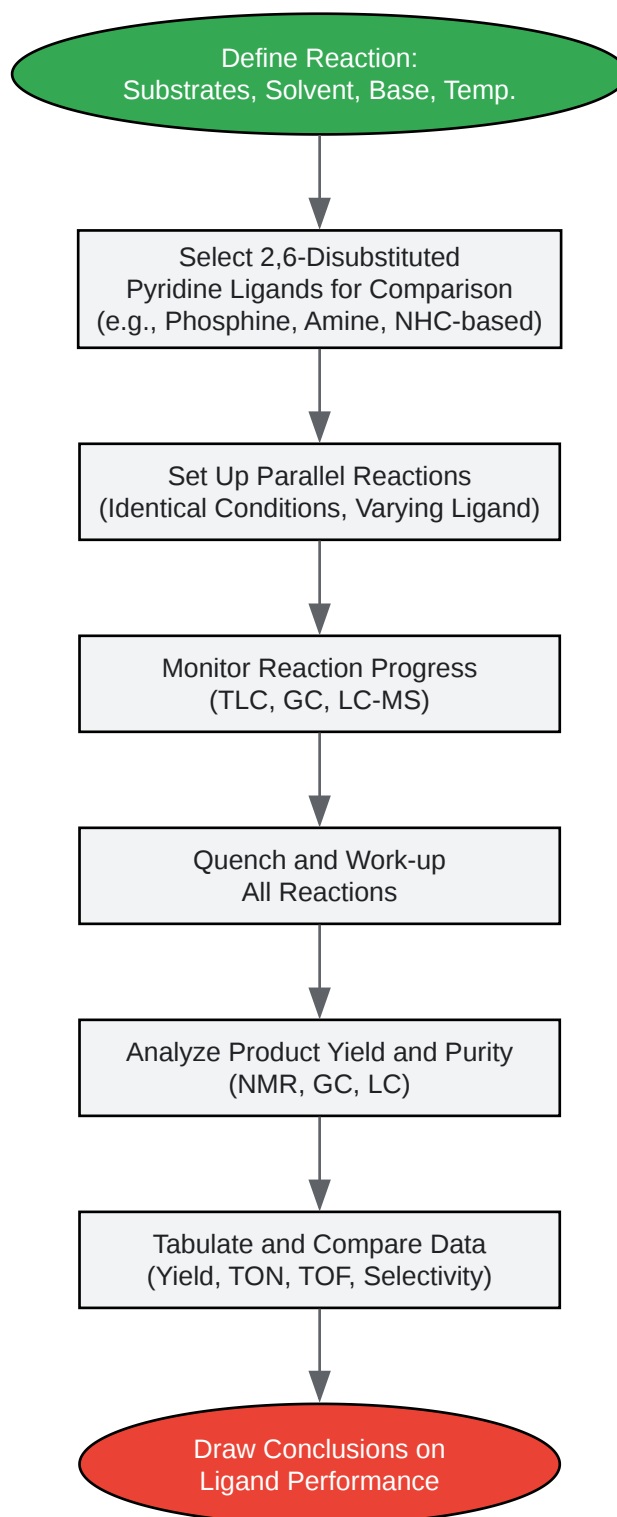 Define Reaction:
Substrates, Solvent, Base, Temp.
Select 2,6-Disubstituted
Pyridine Ligands for Comparison
(e.g., Phosphine, Amine, NHC-based)
Set Up Parallel Reactions
(Identical Conditions, Varying Ligand)
Monitor Reaction Progress
(TLC, GC, LC-MS)
Quench and Work-up
All Reactions
Analyze Product Yield and Purity
(NMR, GC, LC)
Tabulate and Compare Data
(Yield, TON, TOF, Selectivity)
Draw Conclusions on
Ligand Performance